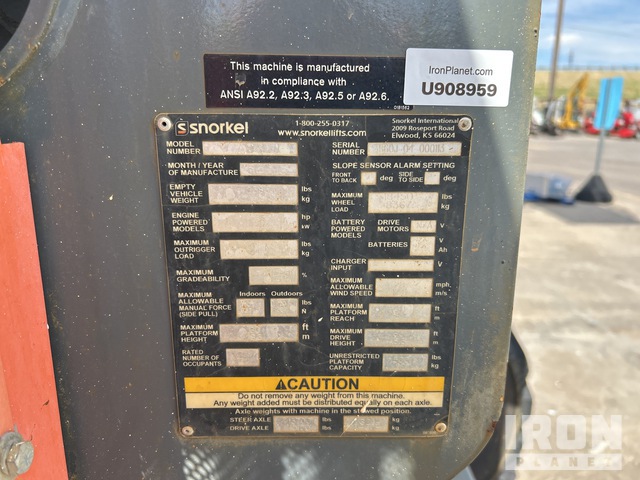 This machine is manufactured
in compliance with
ANSI A92.2, A92.3, A92.5 or A92.6.
0181582
IronPlanet.com
U908959
snorkel
1-800-255-0317
www.snorkellifts.com
Snorkel International
2009 Roseport Road
Elwood, KS 66024
MODEL NUMBER
SERIAL NUMBER
MONTH / YEAR OF MANUFACTURE
SLOPE SENSOR ALARM SETTING
FRONT TO BACK deg SIDE TO SIDE deg
EMPTY VEHICLE WEIGHT lbs kg
MAXIMUM WHEEL LOAD lbs kg
ENGINE POWERED MODELS hp kW
BATTERY POWERED MODELS DRIVE MOTORS V
BATTERIES V Ah
MAXIMUM OUTRIGGER LOAD lbs kg
CHARGER INPUT V
MAXIMUM GRADEABILITY %
MAXIMUM ALLOWABLE WIND SPEED mph, m/s
MAXIMUM ALLOWABLE MANUAL FORCE (SIDE PULL) Indoors Outdoors lbs N
MAXIMUM PLATFORM REACH ft m
MAXIMUM PLATFORM HEIGHT ft m
MAXIMUM DRIVE HEIGHT ft m
RATED NUMBER OF OCCUPANTS
UNRESTRICTED PLATFORM CAPACITY lbs kg
CAUTION
Do not remove any weight from this machine.
Any weight added must be distributed equally on each axle.
Axle weights with machine in the stowed position.
STEER AXLE lbs kg
DRIVE AXLE lbs kg
IRON
PLANET